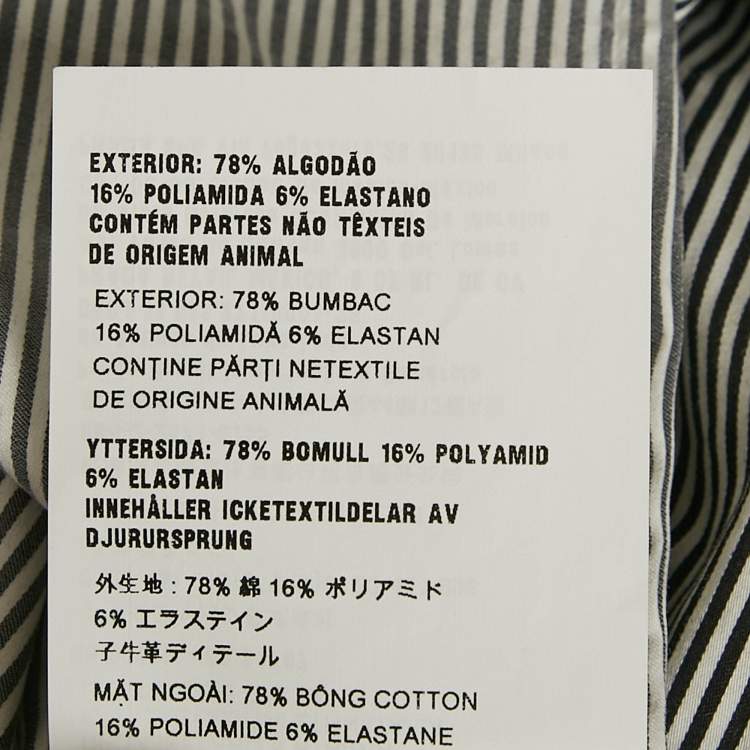 EXTERIOR: 78% ALGODÃO
16% POLIAMIDA 6% ELASTANO
CONTÉM PARTES NÃO TÊXTEIS
DE ORIGEM ANIMAL
EXTERIOR: 78% BUMBAC
16% POLIAMIDĂ 6% ELASTAN
CONȚINE PĂRȚI NETEXTILE
DE ORIGINE ANIMALĂ
YTTERSIDA: 78% BOMULL 16% POLYAMID
6% ELASTAN
INNEHÅLLER ICKETEXTILDELAR AV
DJURURSPRUNG
外生地 : 78% 綿 16% ポリアミド
6% エラステイン
子牛革ディテール
MẶT NGOÀI: 78% BÔNG COTTON
16% POLIAMIDE 6% ELASTANE